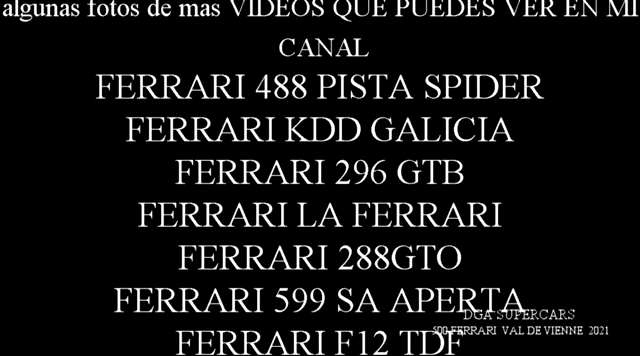 algunas fotos de mas VIDEOS QUE PUEDES VER EN MI
CANAL
FERRARI 488 PISTA SPIDER
FERRARI KDD GALICIA
FERRARI 296 GTB
FERRARI LA FERRARI
FERRARI 288GTO
FERRARI 599 SA APERTA
DGA SUPERCARS
500 FERRARI VAL DE VIENNE 2021
FERRARI F12 TDF